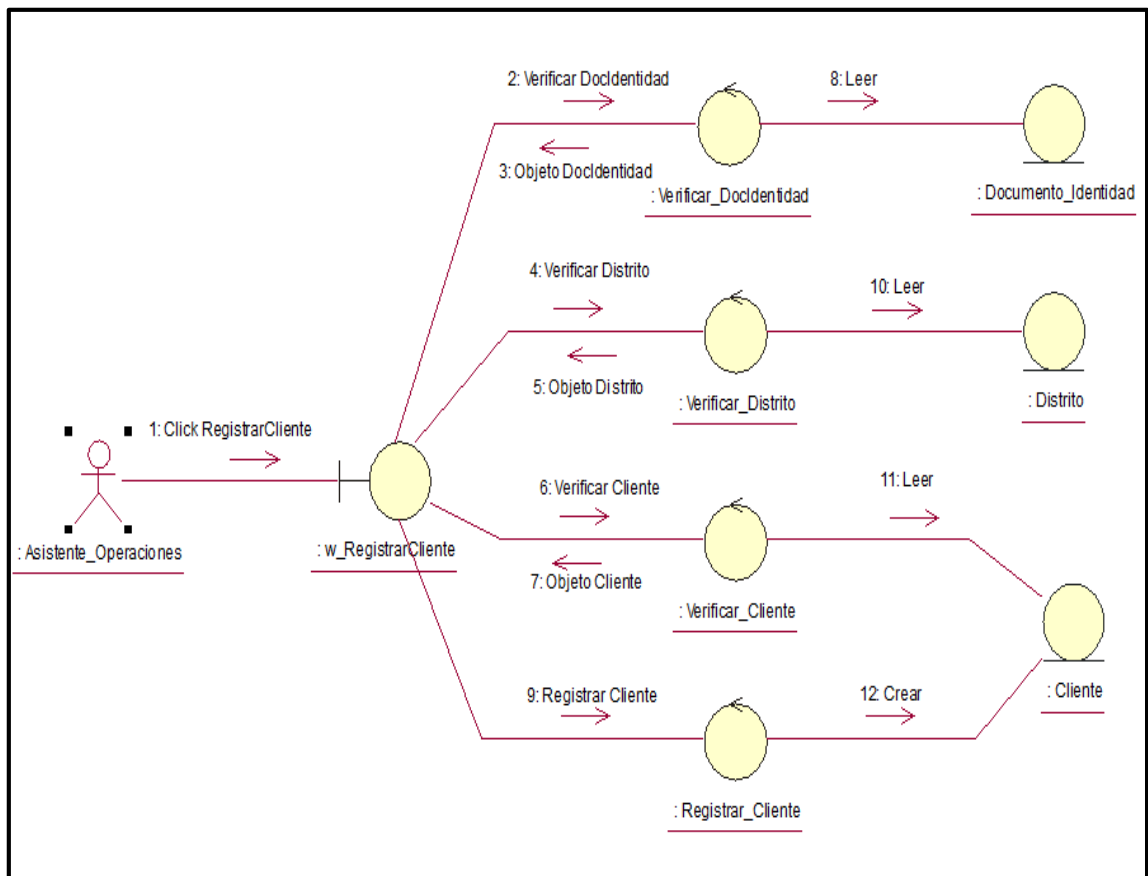 2: Verificar DocIdentidad
8: Leer
3: Objeto DocIdentidad
: Verificar_DocIdentidad
: Documento_Identidad
4: Verificar Distrito
10: Leer
5: Objeto Distrito
: Verificar_Distrito
: Distrito
1: Click RegistrarCliente
: Asistente_Operaciones
: w_RegistrarCliente
6: Verificar Cliente
11: Leer
7: Objeto Cliente
: Verificar_Cliente
: Cliente
9: Registrar Cliente
12: Crear
: Registrar_Cliente